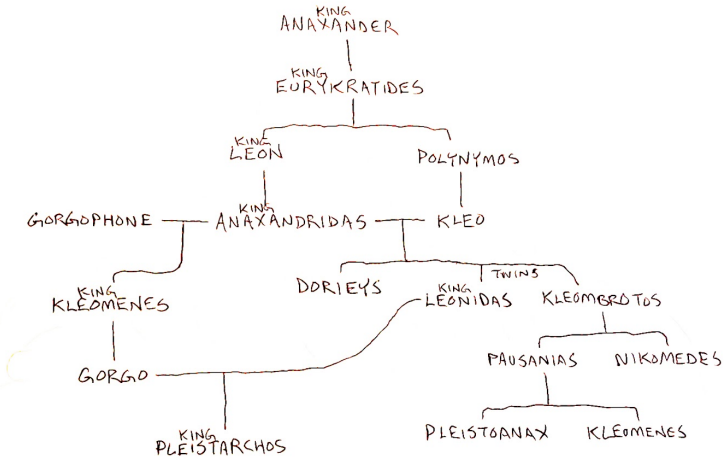 KING
ANAXANDER
KING
EURYKRATIDES
KING
LEON
POLYNYMOS
GORGOPHONE
KING
ANAXANDRIDAS
KLEO
KING
KLEOMENES
DORIEYS
TWINS
KING
LEONIDAS
KLEOMBROTOS
GORGO
PAUSANIAS
NIKOMEDES
KING
PLEISTARCHOS
PLEISTOANAX
KLEOMENES